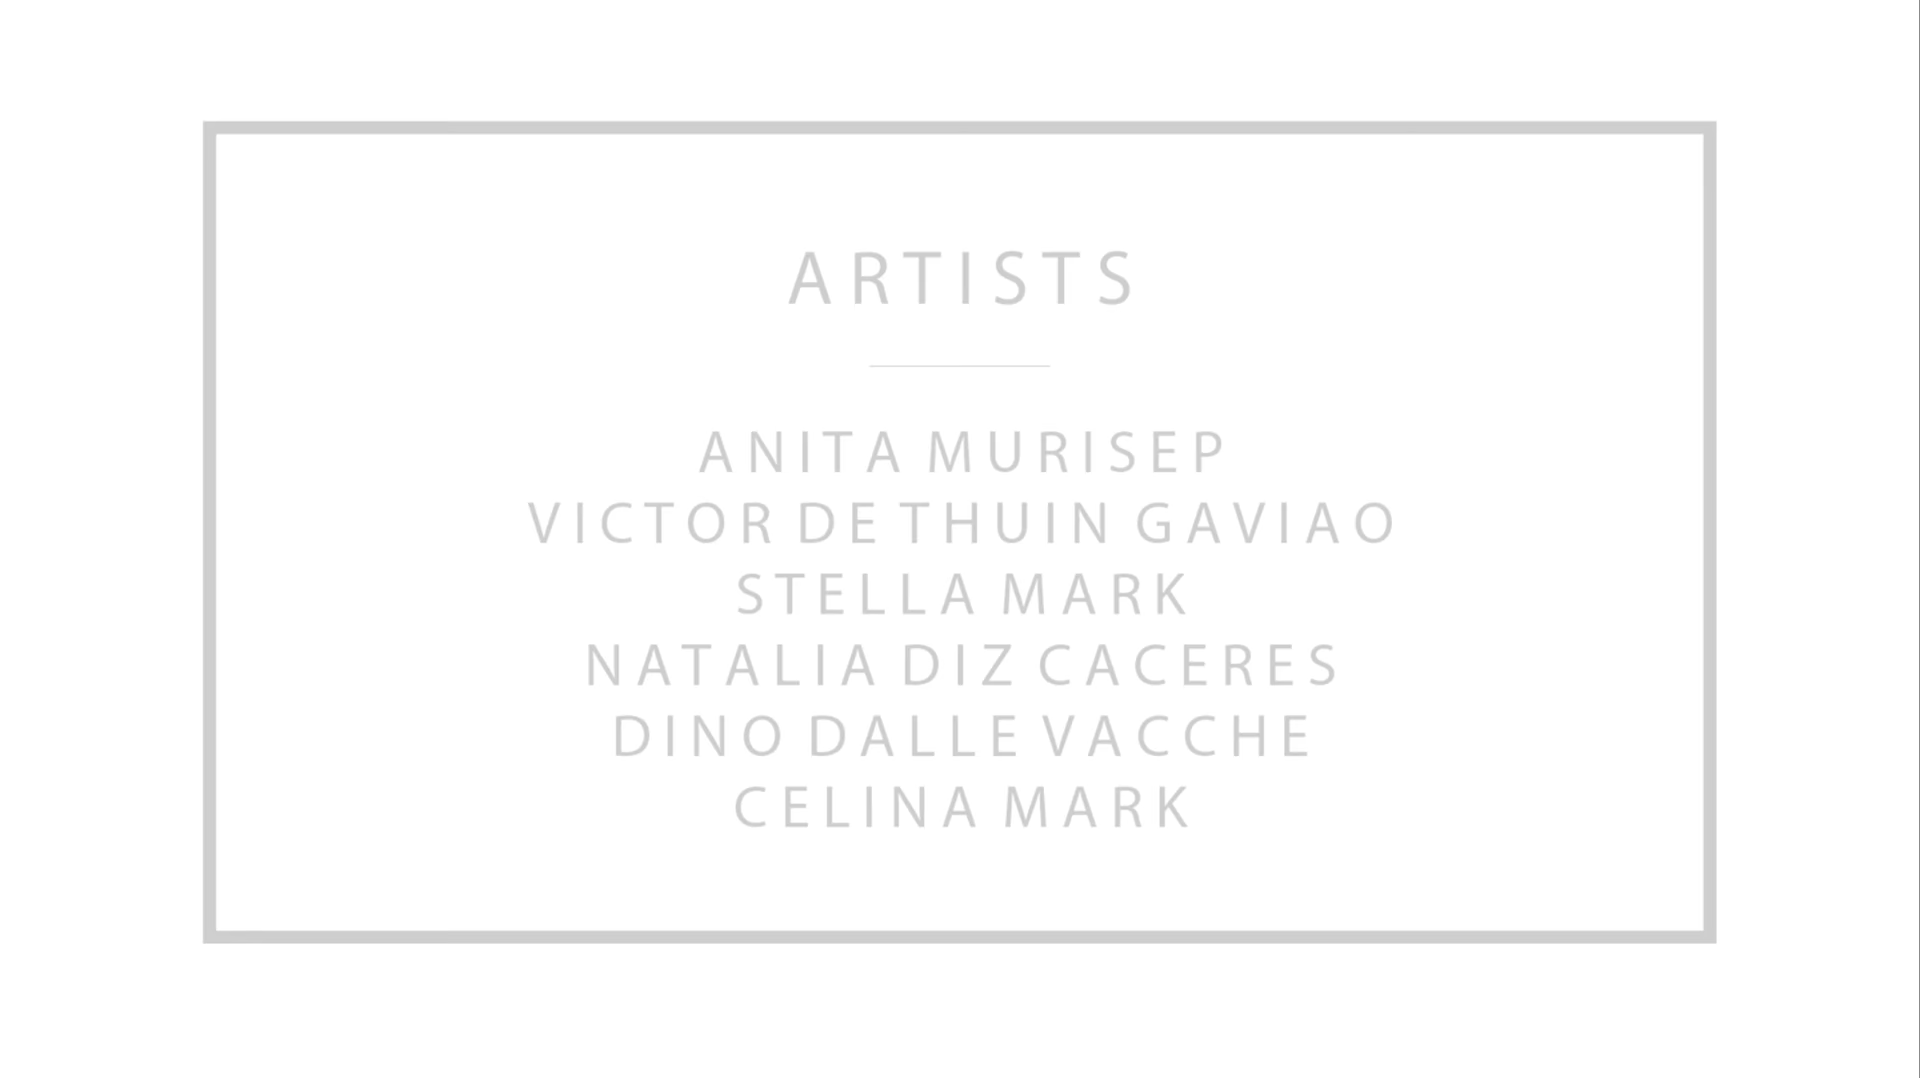 ARTISTS
ANITA MURISEP
VICTOR DE THUIN GAVIAO
STELLA MARK
NATALIA DIZ CACERES
DINO DALLE VACCHE
CELINA MARK